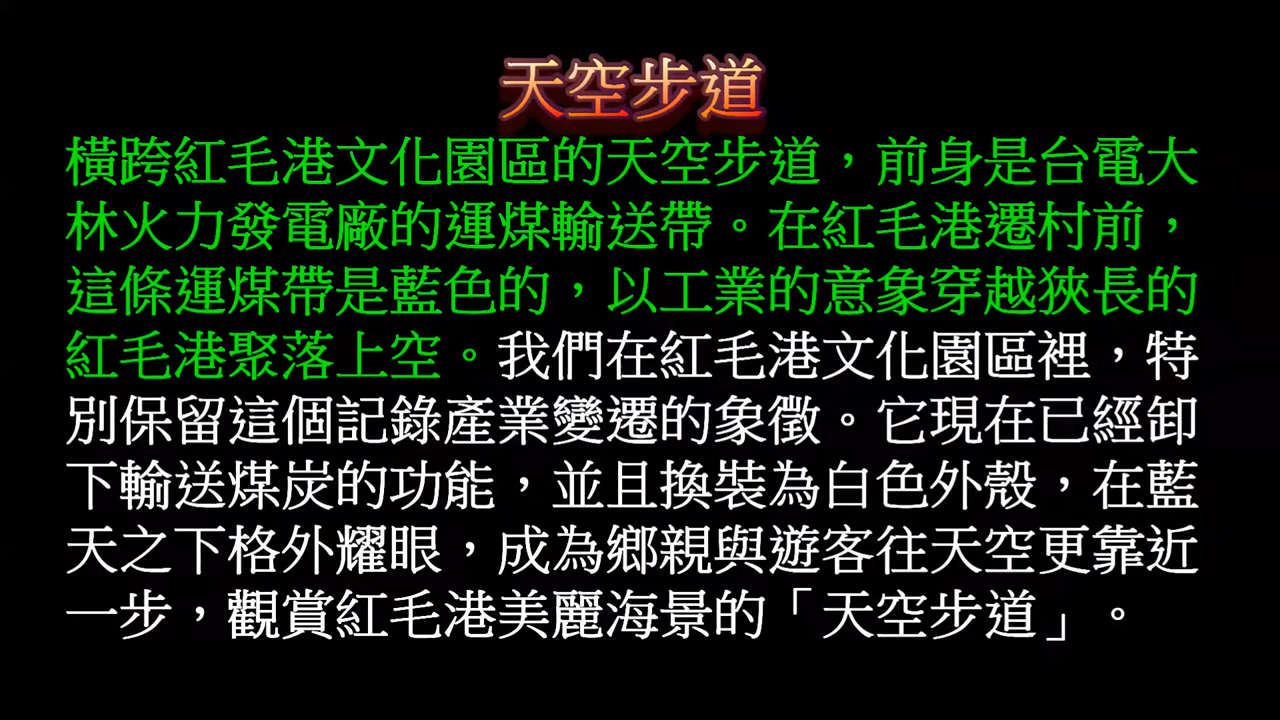 天空步道
橫跨紅毛港文化園區的天空步道，前身是台電大
林火力發電廠的運煤輸送帶。在紅毛港遷村前，
這條運煤帶是藍色的，以工業的意象穿越狹長的
紅毛港聚落上空。我們在紅毛港文化園區裡，特
別保留這個記錄產業變遷的象徵。它現在已經卸
下輸送煤炭的功能，並且換裝為白色外殼，在藍
天之下格外耀眼，成為鄉親與遊客往天空更靠近
一步，觀賞紅毛港美麗海景的「天空步道」。